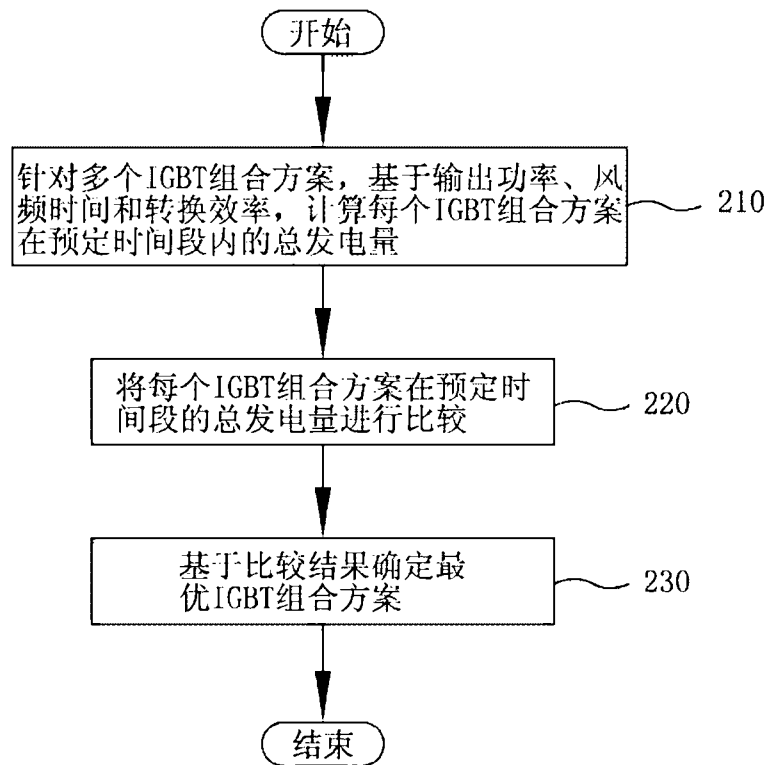 开始
针对多个IGBT组合方案，基于输出功率、风
频时间和转换效率，计算每个IGBT组合方案
在预定时间段内的总发电量
210
将每个IGBT组合方案在预定时
间段的总发电量进行比较
220
基于比较结果确定最
优IGBT组合方案
230
结束